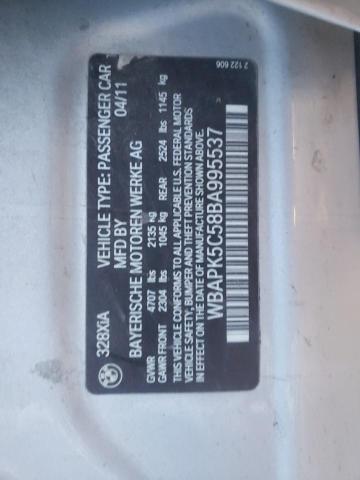 328XiA VEHICLE TYPE: PASSENGER CAR
MFD BY 04/11
BAYERISCHE MOTOREN WERKE AG
GVWR 4707 lbs 2135 kg
GAWR FRONT 2304 lbs 1045 kg REAR 2524 lbs 1145 kg
THIS VEHICLE CONFORMS TO ALL APPLICABLE U.S. FEDERAL MOTOR
VEHICLE SAFETY, BUMPER AND THEFT PREVENTION STANDARDS
IN EFFECT ON THE DATE OF MANUFACTURE SHOWN ABOVE.
WBAPK5C58BA995537
2 122 606